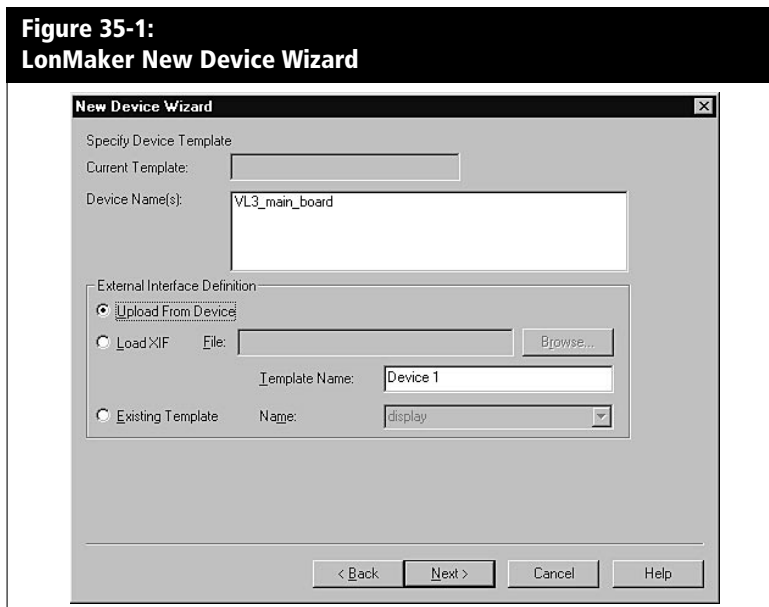 Figure 35-1:
LonMaker New Device Wizard
New Device Wizard
Specify Device Template
Current Template:
Device Name(s):
VL3_main_board
External Interface Definition
Upload From Device
Load XIF File: Browse...
Template Name: Device 1
Existing Template Name: display
< Back Next > Cancel Help